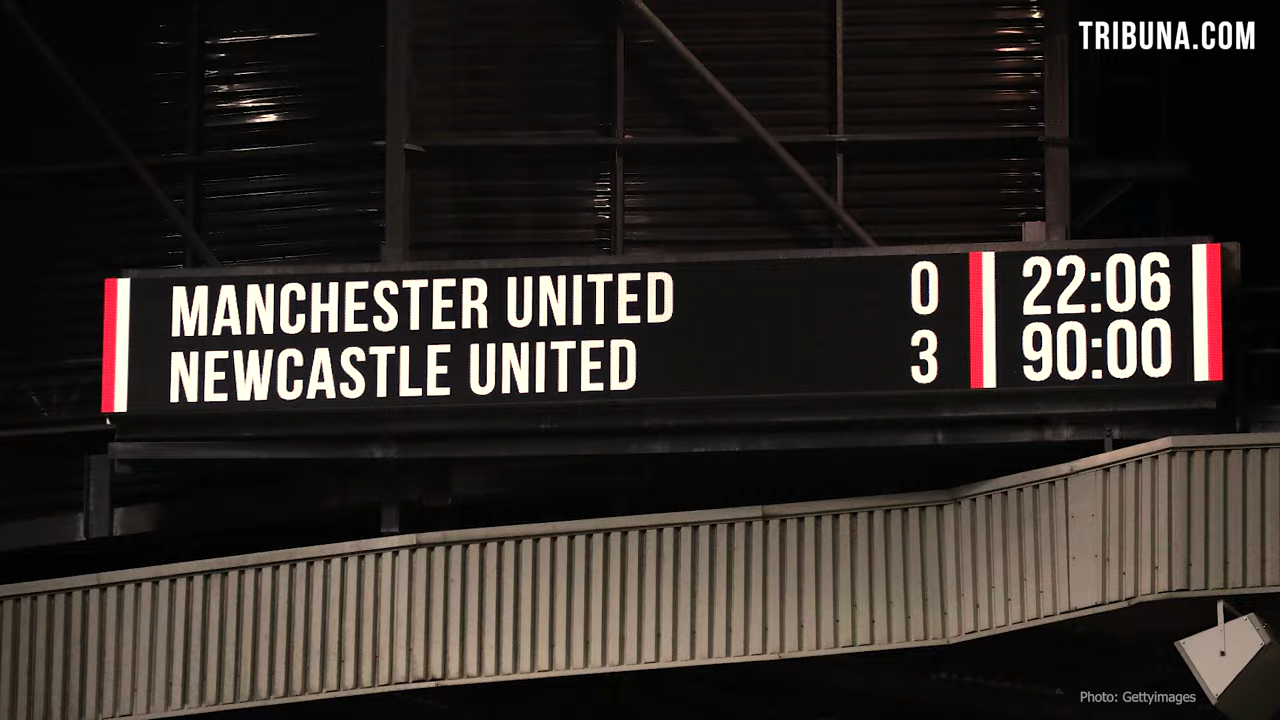 TRIBUNA.COM
MANCHESTER UNITED 0 22:06
NEWCASTLE UNITED 3 90:00
Photo: Gettyimages